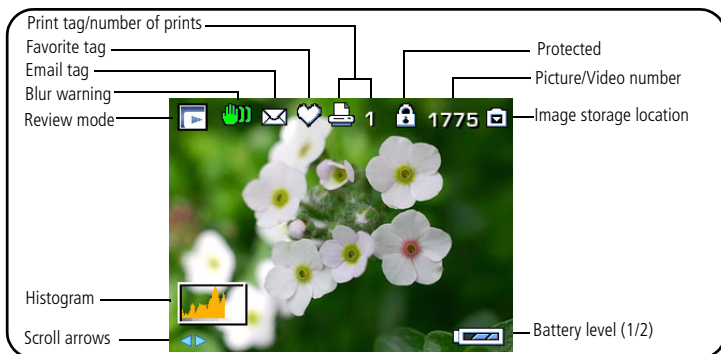 Print tag/number of prints
Favorite tag
Email tag
Blur warning
Review mode
Protected
Picture/Video number
Image storage location
1 1775
Histogram
Scroll arrows
Battery level (1/2)